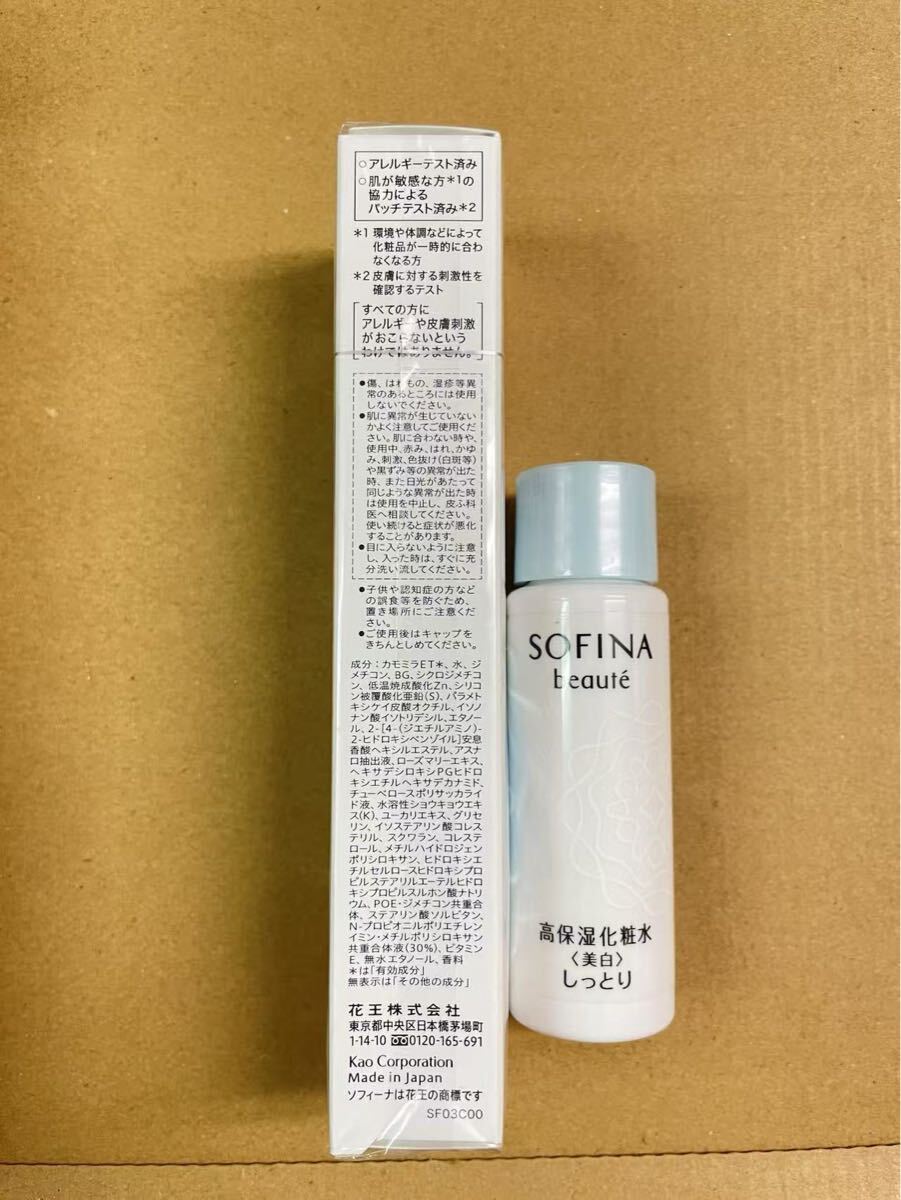 ○アレルギーテスト済み
○肌が敏感な方*1の
協力による
パッチテスト済み*2
*1 環境や体調などによって
化粧品が一時的に合わ
なくなる方
*2 皮膚に対する刺激性を
確認するテスト
すべての方に
アレルギーや皮膚刺激
がおこらないという
わけではありません。
●傷、はれもの、湿疹等異
常のあるところには使用
しないでください。
●肌に異常が生じていない
かよく注意してご使用くだ
さい。肌に合わない時や、
使用中、赤み、はれ、かゆ
み、刺激、色抜け(白斑等)
や黒ずみ等の異常が出た
時、また日光があたって
同じような異常が出た時
は使用を中止し、皮ふ科
医へ相談してください。
使い続けると症状が悪化
することがあります。
●目に入らないように注意
し、入った時は、すぐに充
分洗い流してください。
●子供や認知症の方など
の誤食等を防ぐため、
置き場所にご注意くだ
さい。
●ご使用後はキャップを
きちんとしめてください。
成分:カモミラET*、水、ジ
メチコン、BG、シクロジメチコ
ン、低温焼成酸化Zn、シリコ
ン被覆酸化亜鉛(S)、パラメト
キシケイ皮酸オクチル、イソノ
ナン酸イソトリデシル、エタノー
ル、2-[4-(ジエチルアミノ)-
2-ヒドロキシベンゾイル]安息
香酸ヘキシルエステル、アスナ
ロ抽出液、ローズマリーエキス、
ヘキサデシロキシPGヒドロ
キシエチルヘキサデカナミド、
チューベロースポリサッカライ
ド液、水溶性ショウキョウエキ
ス(K)、ユーカリエキス、グリセ
リン、イソステアリン酸コレス
テリル、スクワラン、コレステ
ロール、メチルハイドロジェン
ポリシロキサン、ヒドロキシエ
チルセルロースヒドロキシプロ
ピルステアリルエーテルヒドロ
キシプロピルスルホン酸ナトリ
ウム、POE・ジメチコン共重合
体、ステアリン酸ソルビタン、
N-プロピオニルポリエチレン
イミン・メチルポリシロキサン
共重合体液(30%)、ビタミン
E、無水エタノール、香料
*は「有効成分」
無表示は「その他の成分」
花王株式会社
東京都中央区日本橋茅場町
1-14-10 0120-165-691
Kao Corporation
Made in Japan
ソフィーナは花王の商標です
SF03C00
SOFINA
beauté
高保湿化粧水
〈美白〉
しっとり